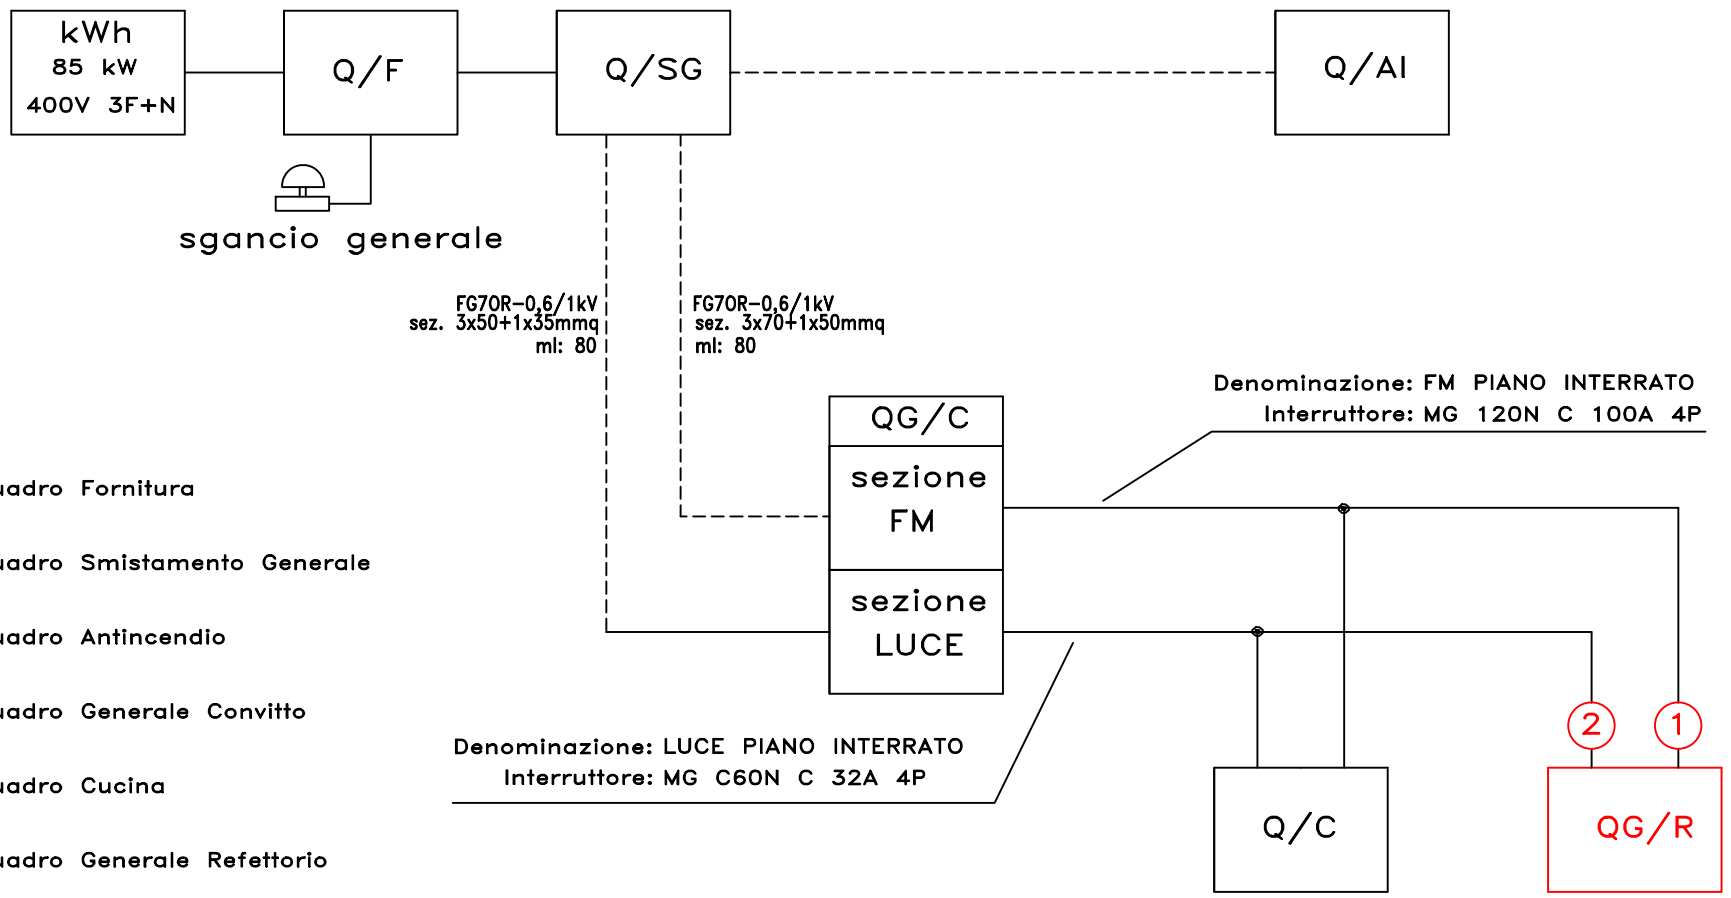 kWh
85 kW
400V 3F+N
Q/F
Q/SG
Q/AI
sgancio generale
FG7OR-0,6/1kV
sez. 3x50+1x35mmq
ml: 80
FG7OR-0,6/1kV
sez. 3x70+1x50mmq
ml: 80
Denominazione: FM PIANO INTERRATO
Interruttore: MG 120N C 100A 4P
QG/C
sezione
FM
sezione
LUCE
uadro Fornitura
uadro Smistamento Generale
uadro Antincendio
uadro Generale Convitto
uadro Cucina
uadro Generale Refettorio
Denominazione: LUCE PIANO INTERRATO
Interruttore: MG C60N C 32A 4P
2
1
Q/C
QG/R